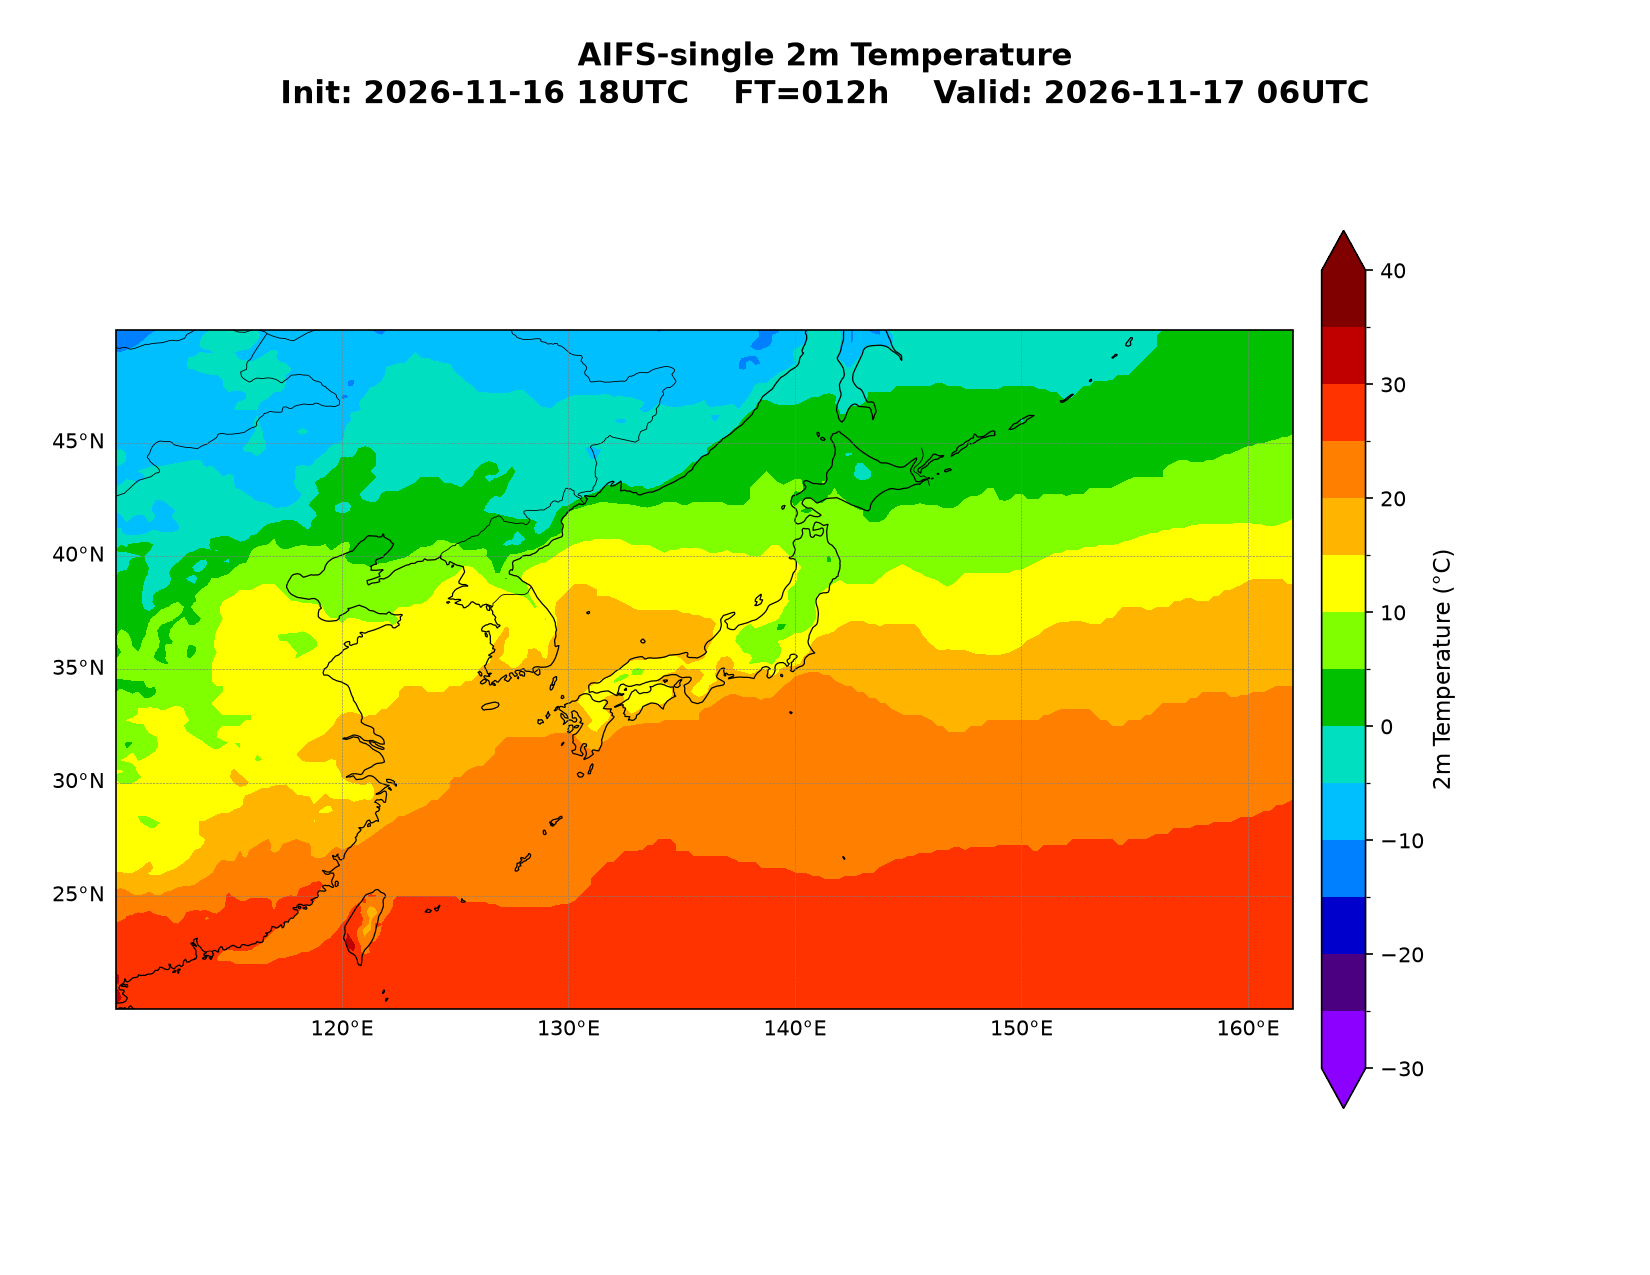 AIFS-single 2m Temperature
Init: 2026-11-16 18UTC    FT=012h    Valid: 2026-11-17 06UTC
40
30
20
10
0
−10
−20
−30
2m Temperature (°C)
45°N
40°N
35°N
30°N
25°N
120°E
130°E
140°E
150°E
160°E